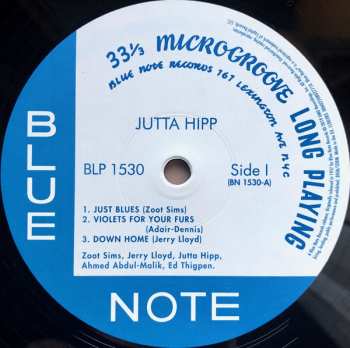 33⅓ MICROGROOVE LONG PLAYING
BLUE NOTE RECORDS 767 LEXINGTON AVE NYC
BLUE
JUTTA HIPP
BLP 1530
Side I
(BN 1530-A)
1. JUST BLUES (Zoot Sims)
2. VIOLETS FOR YOUR FURS
(Adair-Dennis)
3. DOWN HOME (Jerry Lloyd)
Zoot Sims, Jerry Lloyd, Jutta Hipp,
Ahmed Abdul-Malik, Ed Thigpen.
NOTE